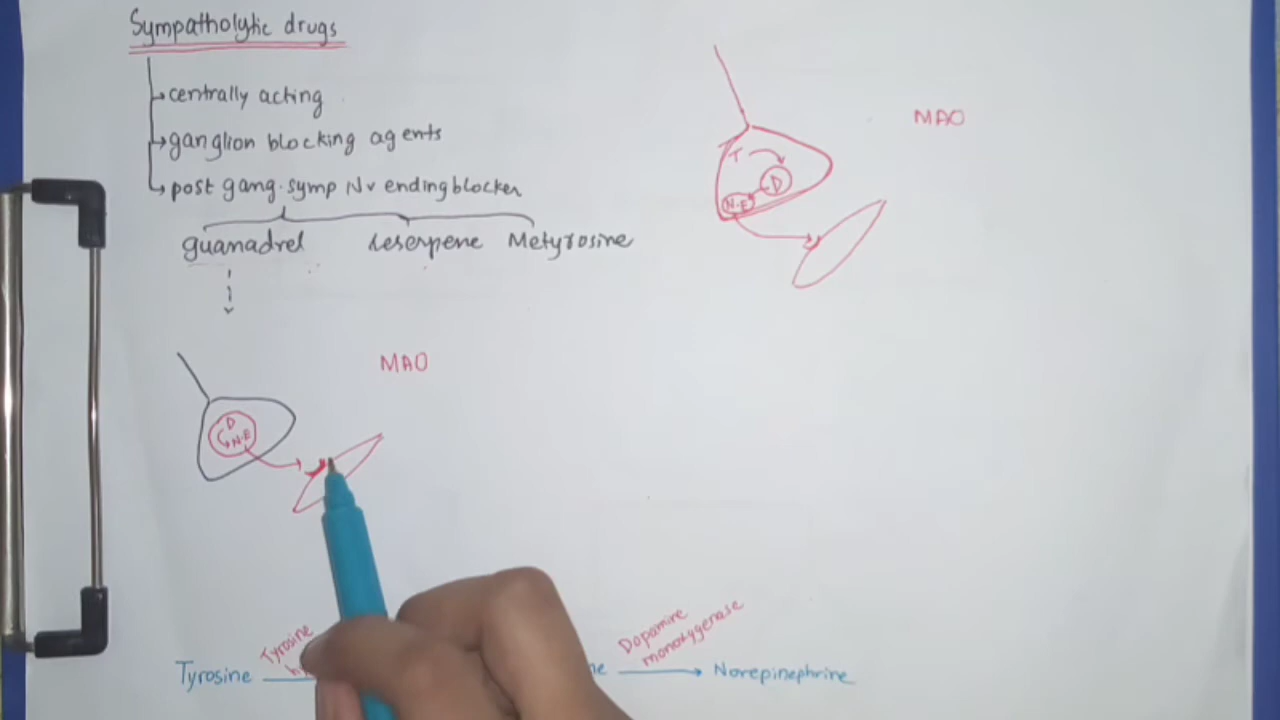 Sympatholytic drugs
centrally acting
ganglion blocking agents
post gang. symp Nv ending blocker
guanadrel reserpene Metyrosine
T
D
N.E
MAO
MAO
D
N.E
Tyrosine
Tyrosine
Dopamine
monoxygenase
Norepinephrine